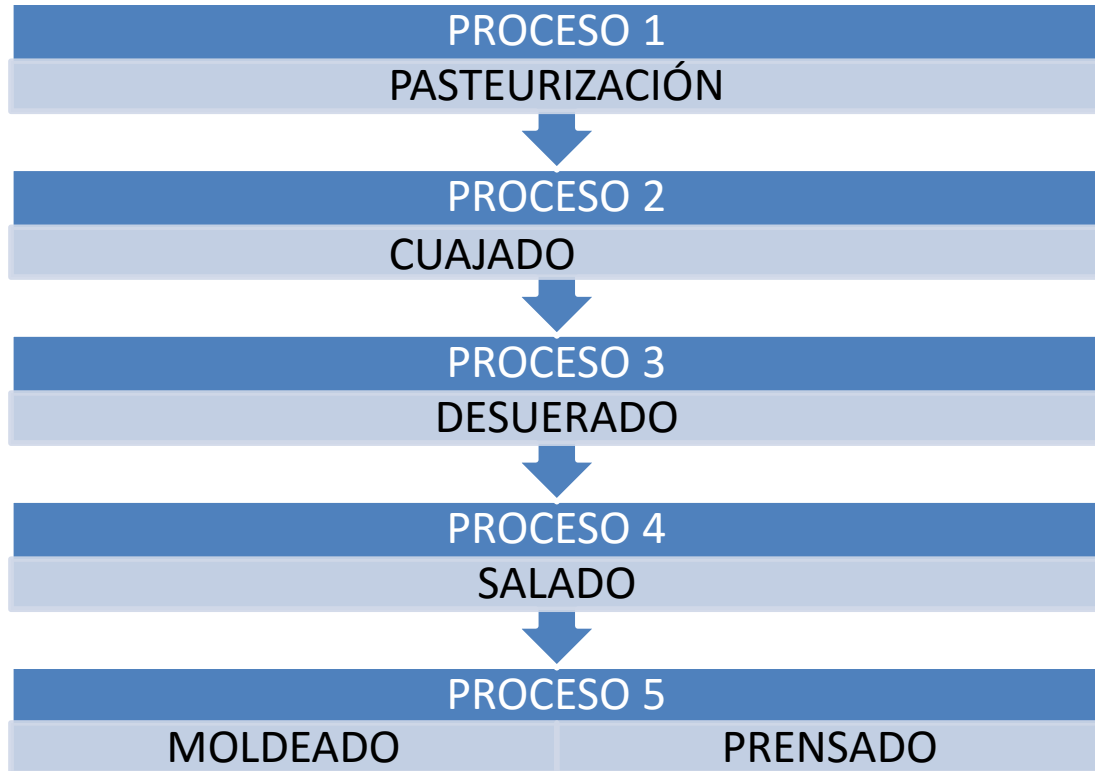 PROCESO 1
PASTEURIZACIÓN
PROCESO 2
CUAJADO
PROCESO 3
DESUERADO
PROCESO 4
SALADO
PROCESO 5
MOLDEADO PRENSADO